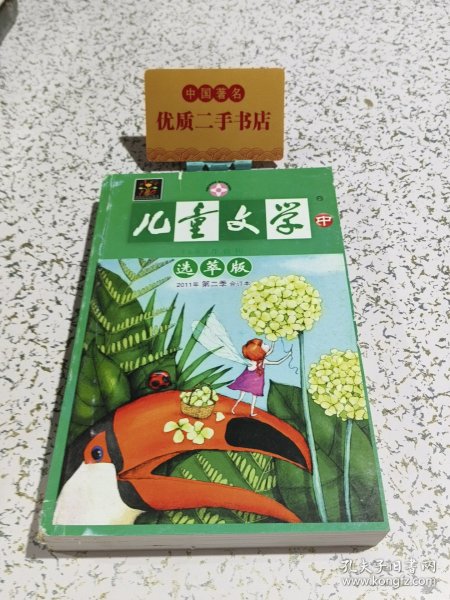 中国著名
优质二手书店
儿童文学
中
选萃版
2011年 第二季 合订本
孔夫子旧书网
www.kongfz.com